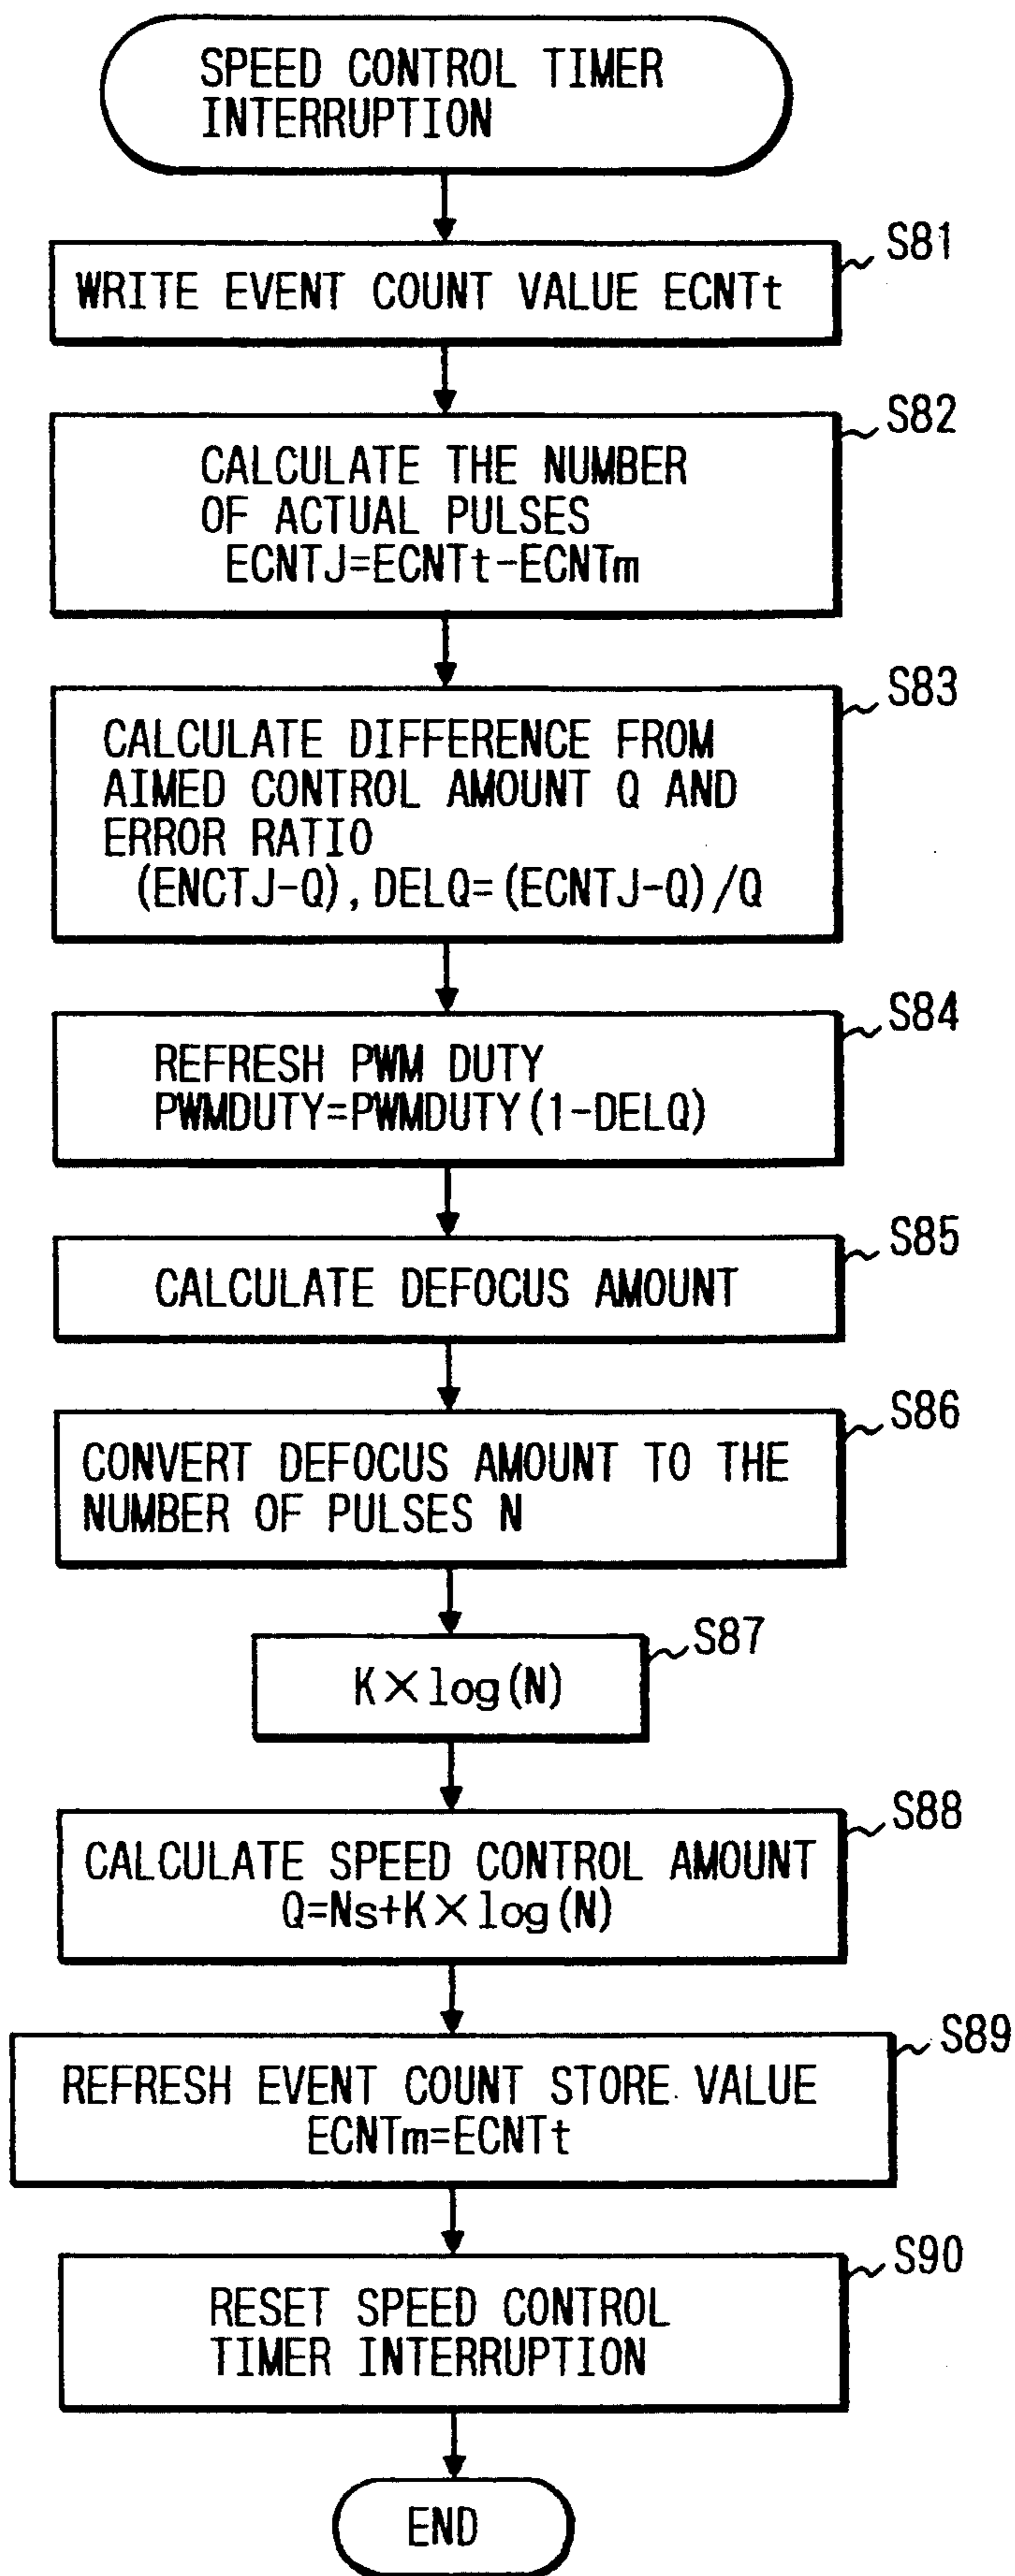 SPEED CONTROL TIMER
INTERRUPTION
S81
WRITE EVENT COUNT VALUE ECNTt
S82
CALCULATE THE NUMBER
OF ACTUAL PULSES
ECNTJ=ECNTt-ECNTm
S83
CALCULATE DIFFERENCE FROM
AIMED CONTROL AMOUNT Q AND
ERROR RATIO
(ENCTJ-Q), DELQ=(ECNTJ-Q)/Q
S84
REFRESH PWM DUTY
PWMDUTY=PWMDUTY(1-DELQ)
S85
CALCULATE DEFOCUS AMOUNT
S86
CONVERT DEFOCUS AMOUNT TO THE
NUMBER OF PULSES N
S87
K×log(N)
S88
CALCULATE SPEED CONTROL AMOUNT
Q=Ns+K×log(N)
S89
REFRESH EVENT COUNT STORE VALUE
ECNTm=ECNTt
S90
RESET SPEED CONTROL
TIMER INTERRUPTION
END